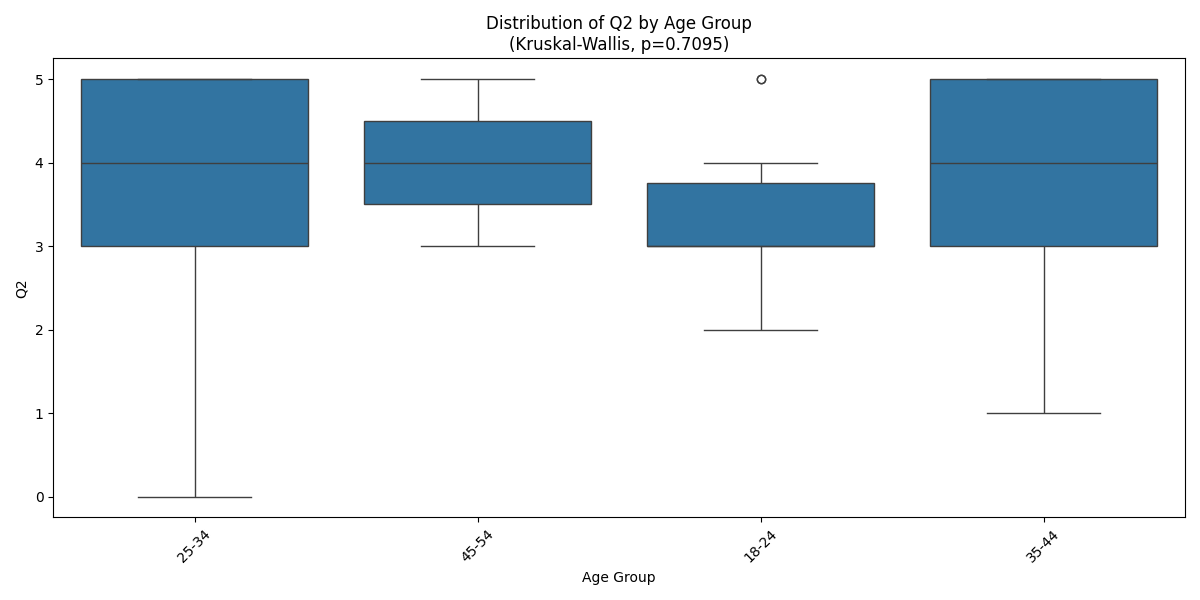 Distribution of Q2 by Age Group
(Kruskal-Wallis, p=0.7095)
5
4
3
2
1
0
Q2
25-34
45-54
18-24
35-44
Age Group